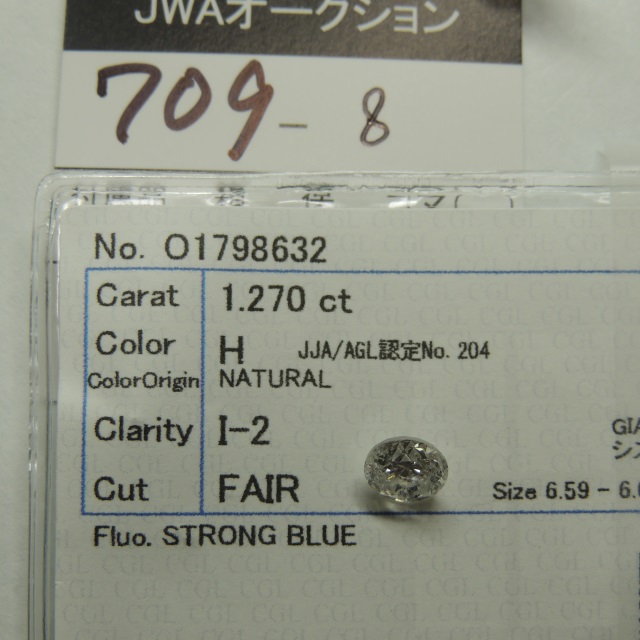 JWAオークション
709-8
No. O1798632
Carat 1.270 ct
Color H JJA/AGL認定No. 204
ColorOrigin NATURAL
Clarity I-2
GIA
Cut FAIR Size 6.59 - 6.
Fluo. STRONG BLUE